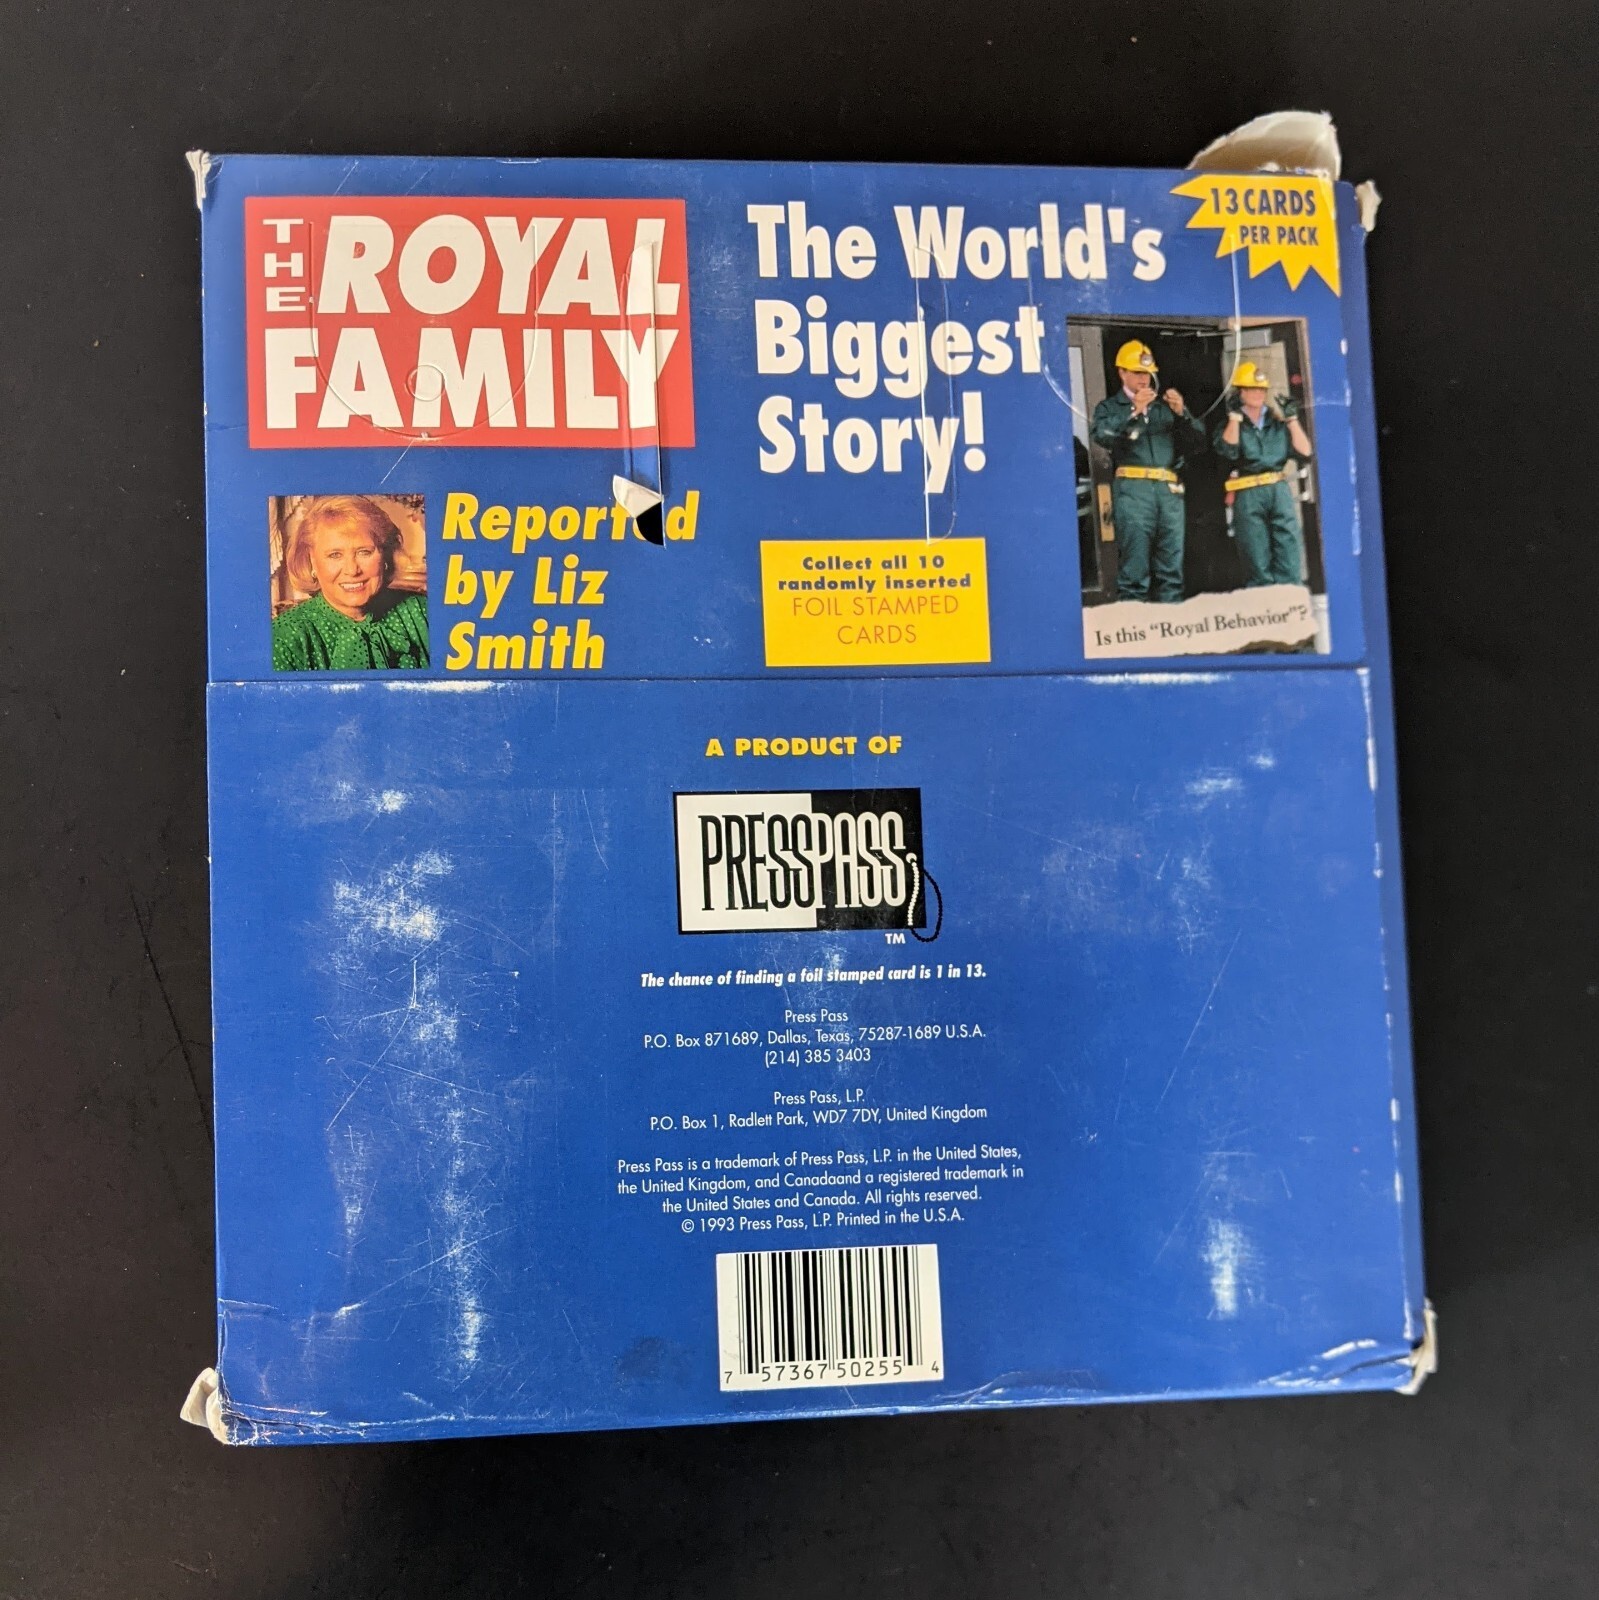 THE ROYAL
FAMILY
Reported
by Liz
Smith
The World's
Biggest
Story!
13 CARDS
PER PACK
Collect all 10
randomly inserted
FOIL STAMPED
CARDS
Is this “Royal Behavior”?
A PRODUCT OF
PRESSPASS
TM
The chance of finding a foil stamped card is 1 in 13.
Press Pass
P.O. Box 871689, Dallas, Texas, 75287-1689 U.S.A.
(214) 385 3403
Press Pass, L.P.
P.O. Box 1, Radlett Park, WD7 7DY, United Kingdom
Press Pass is a trademark of Press Pass, L.P. in the United States,
the United Kingdom, and Canadaand a registered trademark in
the United States and Canada. All rights reserved.
© 1993 Press Pass, L.P. Printed in the U.S.A.
7 57367 50255 4